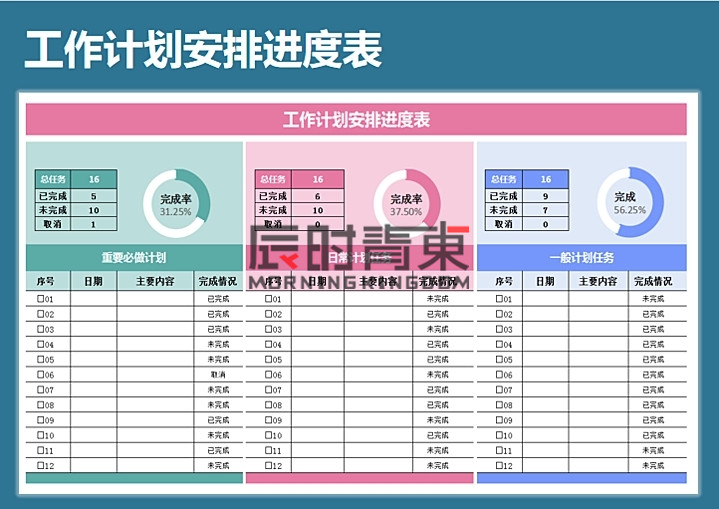 工作计划安排进度表
工作计划安排进度表
总任务 16
已完成 5
未完成 10
取消 1
完成率
31.25%
总任务 16
已完成 6
未完成 10
取消 0
完成率
37.50%
总任务 16
已完成 9
未完成 7
取消 0
完成
56.25%
辰时青東
MORNINGKING.COM
重要必做计划 日常计划任务 一般计划任务
序号 日期 主要内容 完成情况 序号 日期 主要内容 完成情况 序号 日期 主要内容 完成情况
□01 已完成 □01 未完成 □01 未完成
□02 已完成 □02 未完成 □02 已完成
□03 已完成 □03 未完成 □03 已完成
□04 未完成 □04 已完成 □04 未完成
□05 未完成 □05 已完成 □05 已完成
□06 取消 □06 未完成 □06 未完成
□07 未完成 □07 已完成 □07 已完成
□08 未完成 □08 已完成 □08 已完成
□09 已完成 □09 已完成 □09 已完成
□10 未完成 □10 已完成 □10 已完成
□11 已完成 □11 未完成 □11 已完成
□12 未完成 □12 未完成 □12 未完成